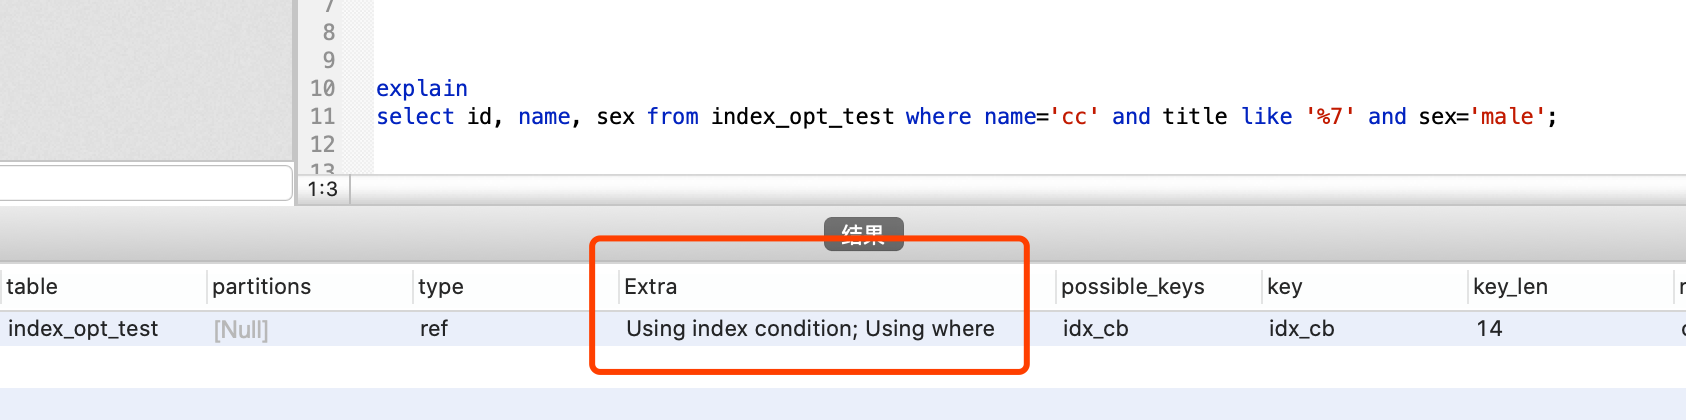 7
8
9
10 explain
11 select id, name, sex from index_opt_test where name='cc' and title like '%7' and sex='male';
12
13
1:3
结果
table partitions type Extra possible_keys key key_len
index_opt_test [Null] ref Using index condition; Using where idx_cb idx_cb 14